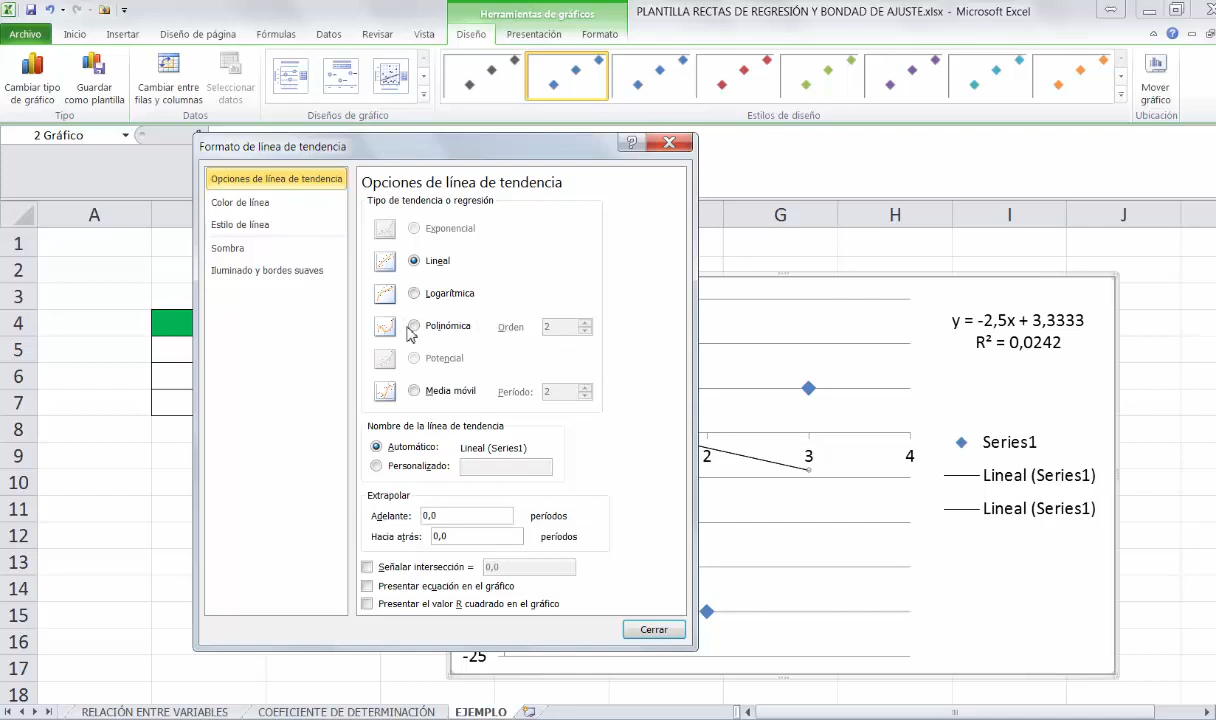 Herramientas de gráficos
PLANTILLA RECTAS DE REGRESIÓN Y BONDAD DE AJUSTE.xlsx - Microsoft Excel
Archivo Inicio Insertar Diseño de página Fórmulas Datos Revisar Vista Diseño Presentación Formato
Cambiar tipo de gráfico
Guardar como plantilla
Cambiar entre filas y columnas
Seleccionar datos
Mover gráfico
Tipo Datos Diseños de gráfico Estilos de diseño Ubicación
2 Gráfico
Formato de línea de tendencia
Opciones de línea de tendencia
Color de línea
Estilo de línea
Sombra
Iluminado y bordes suaves
Opciones de línea de tendencia
Tipo de tendencia o regresión
Exponencial
Lineal
Logarítmica
Polinómica Orden 2
Potencial
Media móvil Período: 2
Nombre de la línea de tendencia
Automático: Lineal (Series1)
Personalizado:
Extrapolar
Adelante: 0,0 períodos
Hacia atrás: 0,0 períodos
Señalar intersección = 0,0
Presentar ecuación en el gráfico
Presentar el valor R cuadrado en el gráfico
Cerrar
A G H I J
1
2
3
4
5
6
7
8
9
10
11
12
13
14
15
16
17
18
y = -2,5x + 3,3333
R² = 0,0242
2 3 4
Series1
Lineal (Series1)
Lineal (Series1)
-25
RELACIÓN ENTRE VARIABLES COEFICIENTE DE DETERMINACIÓN EJEMPLO